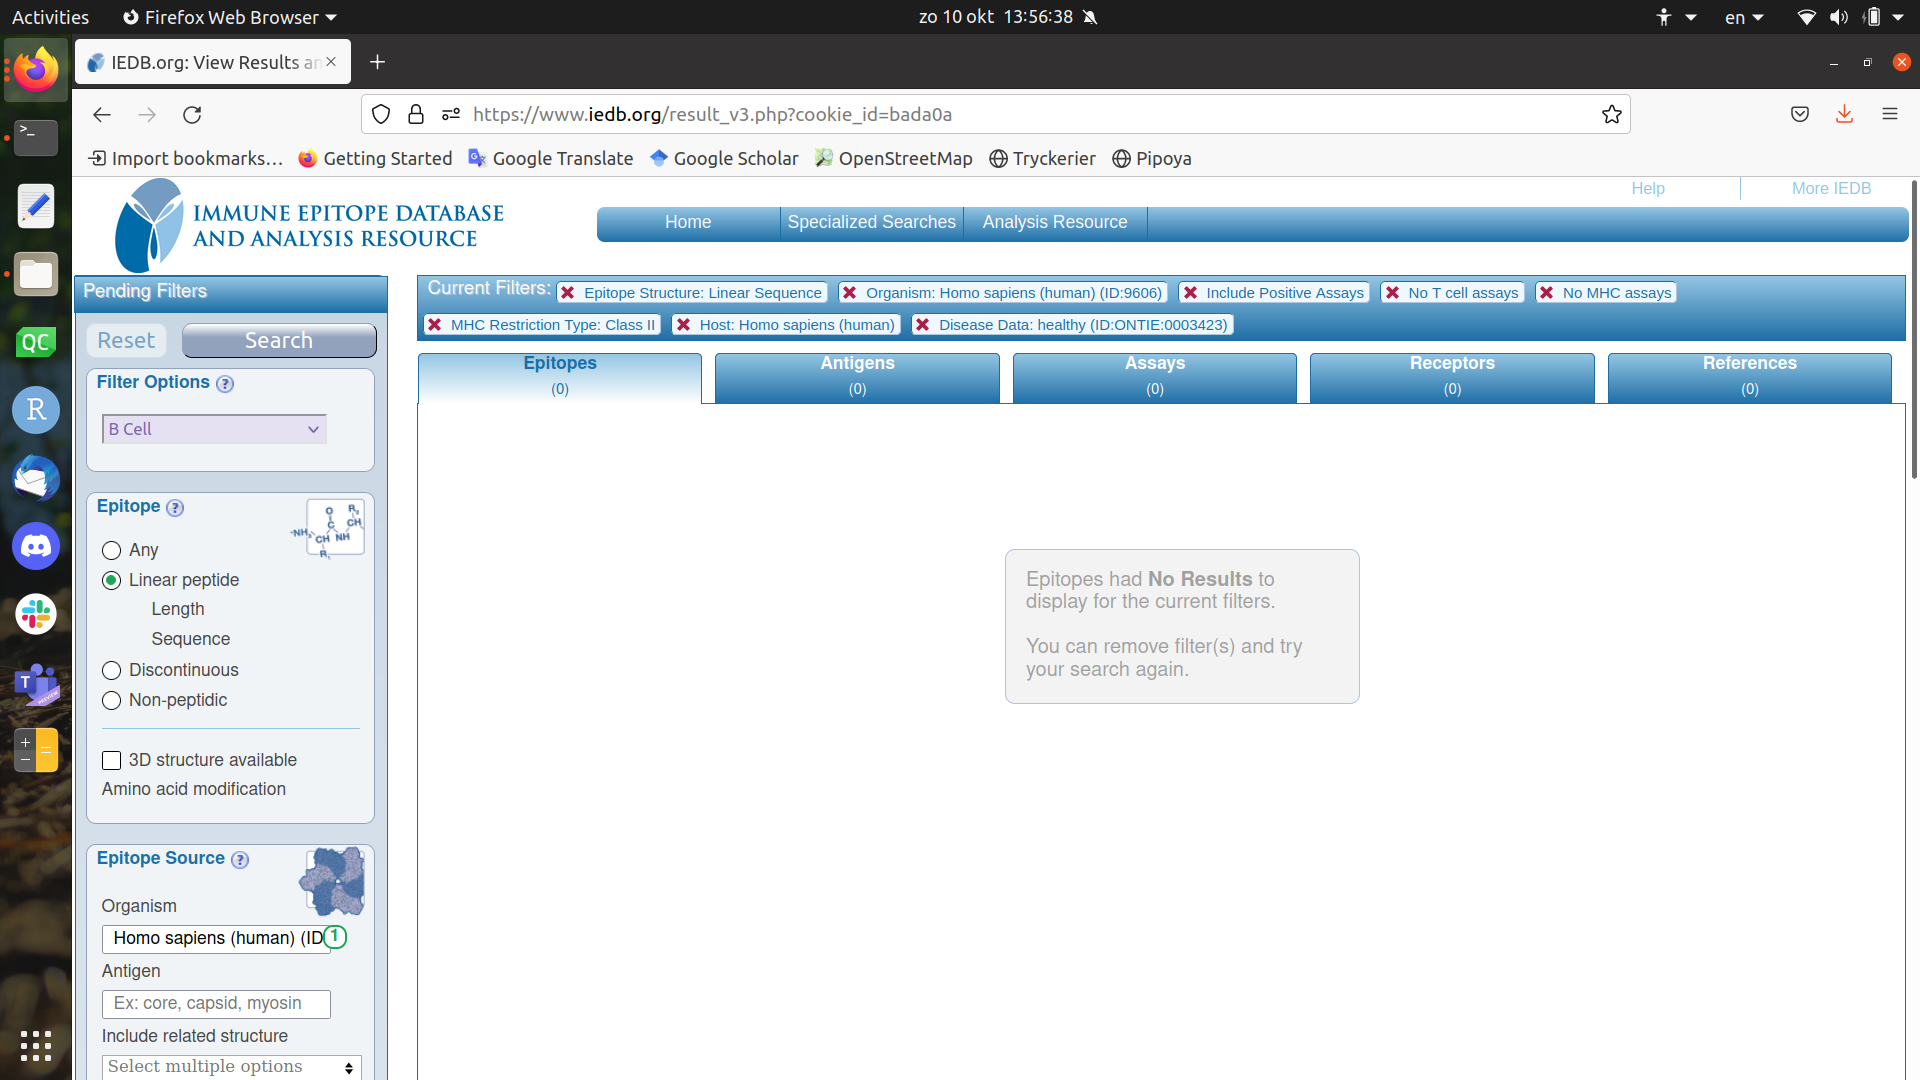 Activities
Firefox Web Browser
zo 10 okt 13:56:38
en
IEDB.org: View Results an
https://www.iedb.org/result_v3.php?cookie_id=bada0a
Import bookmarks…
Getting Started
Google Translate
Google Scholar
OpenStreetMap
Tryckerier
Pipoya
Help
More IEDB
IMMUNE EPITOPE DATABASE
AND ANALYSIS RESOURCE
Home
Specialized Searches
Analysis Resource
Pending Filters
Reset
Search
Filter Options ?
B Cell
Epitope ?
Any
Linear peptide
Length
Sequence
Discontinuous
Non-peptidic
3D structure available
Amino acid modification
Epitope Source ?
Organism
Homo sapiens (human) (ID
1
Antigen
Ex: core, capsid, myosin
Include related structure
Select multiple options
Current Filters:
Epitope Structure: Linear Sequence
Organism: Homo sapiens (human) (ID:9606)
Include Positive Assays
No T cell assays
No MHC assays
MHC Restriction Type: Class II
Host: Homo sapiens (human)
Disease Data: healthy (ID:ONTIE:0003423)
Epitopes
(0)
Antigens
(0)
Assays
(0)
Receptors
(0)
References
(0)
Epitopes had No Results to
display for the current filters.
You can remove filter(s) and try
your search again.
QC
R
T